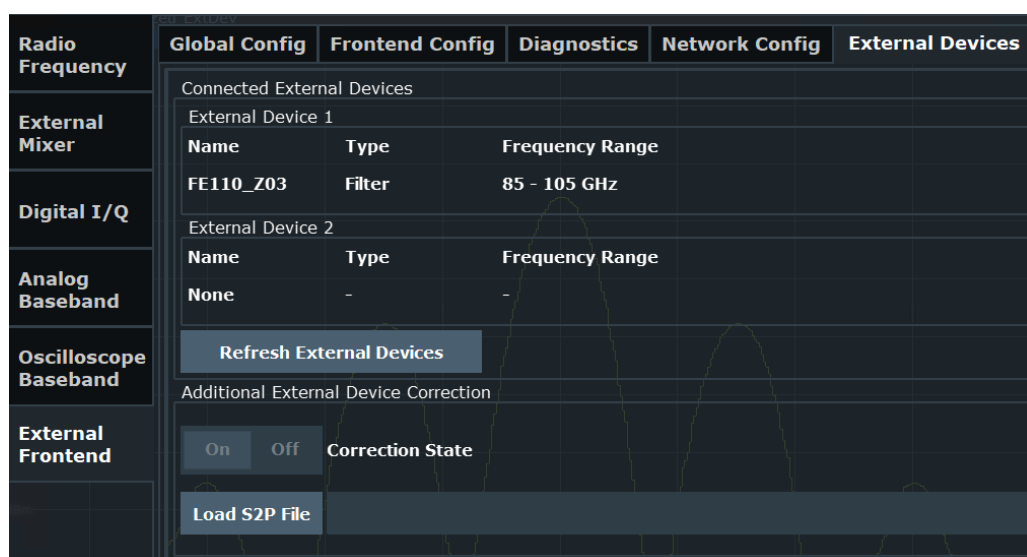 Radio
Frequency
External
Mixer
Digital I/Q
Analog
Baseband
Oscilloscope
Baseband
External
Frontend
Global Config Frontend Config Diagnostics Network Config External Devices
Connected External Devices
External Device 1
Name Type Frequency Range
FE110_Z03 Filter 85 - 105 GHz
External Device 2
Name Type Frequency Range
None - -
Refresh External Devices
Additional External Device Correction
On Off Correction State
Load S2P File